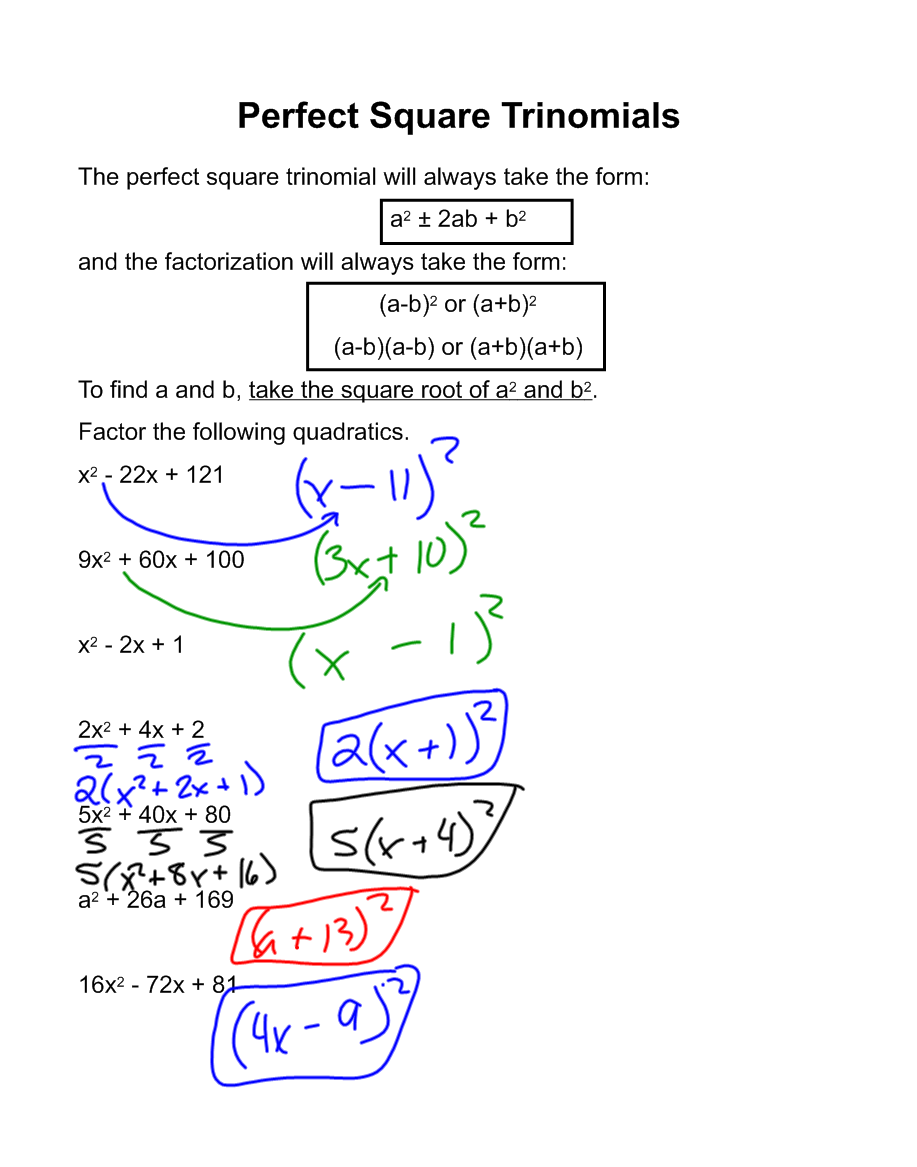 Perfect Square Trinomials
The perfect square trinomial will always take the form:
a² ± 2ab + b²
and the factorization will always take the form:
(a-b)² or (a+b)²
(a-b)(a-b) or (a+b)(a+b)
To find a and b, take the square root of a² and b².
Factor the following quadratics.
x² - 22x + 121 (x - 11)²
9x² + 60x + 100 (3x + 10)²
x² - 2x + 1 (x - 1)²
2x² + 4x + 2 2(x + 1)²
2 2 2
2(x² + 2x + 1)
5x² + 40x + 80 5(x + 4)²
5 5 5
5(x² + 8x + 16)
a² + 26a + 169 (a + 13)²
16x² - 72x + 81 (4x - 9)²